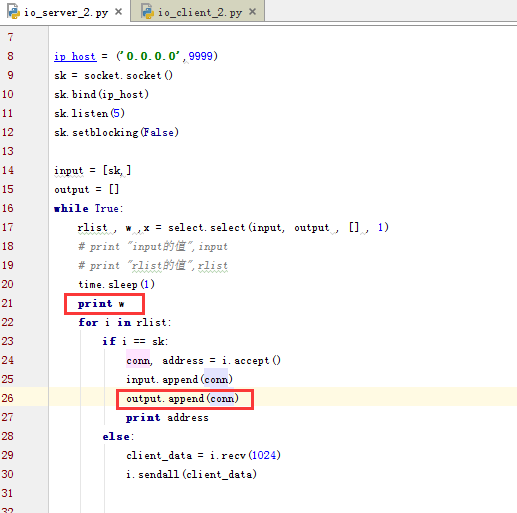 io_server_2.py × io_client_2.py ×
7
8 ip_host = ('0.0.0.0',9999)
9 sk = socket.socket()
10 sk.bind(ip_host)
11 sk.listen(5)
12 sk.setblocking(False)
13
14 input = [sk,]
15 output = []
16 while True:
17 rlist , w ,x = select.select(input, output , [] , 1)
18 # print "input的值",input
19 # print "rlist的值",rlist
20 time.sleep(1)
21 print w
22 for i in rlist:
23 if i == sk:
24 conn, address = i.accept()
25 input.append(conn)
26 output.append(conn)
27 print address
28 else:
29 client_data = i.recv(1024)
30 i.sendall(client_data)
31
32